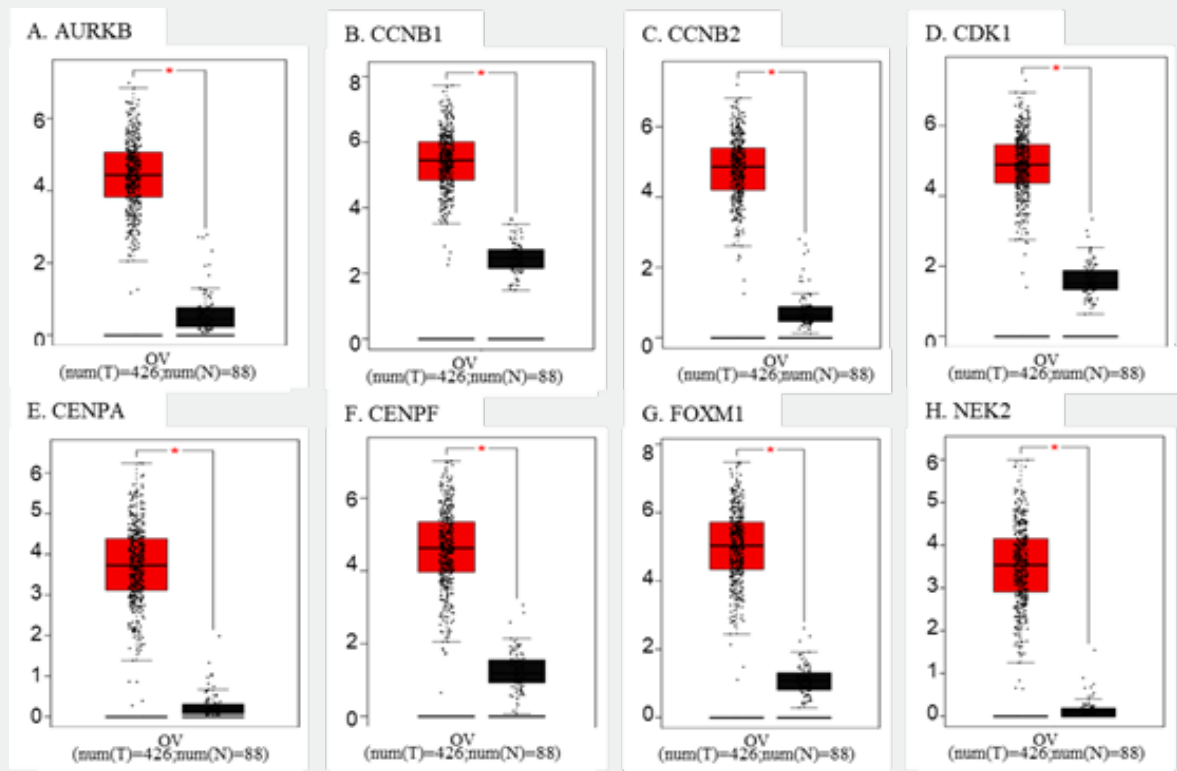 A. AURKB
B. CCNB1
C. CCNB2
D. CDK1
*
6
4
2
0
OV
(num(T)=426;num(N)=88)
*
8
6
4
2
0
OV
(num(T)=426;num(N)=88)
*
6
4
2
0
OV
(num(T)=426;num(N)=88)
*
6
4
2
0
OV
(num(T)=426;num(N)=88)
E. CENPA
F. CENPF
G. FOXM1
H. NEK2
*
6
5
4
3
2
1
0
OV
(num(T)=426;num(N)=88)
*
6
4
2
0
OV
(num(T)=426;num(N)=88)
*
8
6
4
2
0
OV
(num(T)=426;num(N)=88)
*
6
5
4
3
2
1
0
OV
(num(T)=426;num(N)=88)